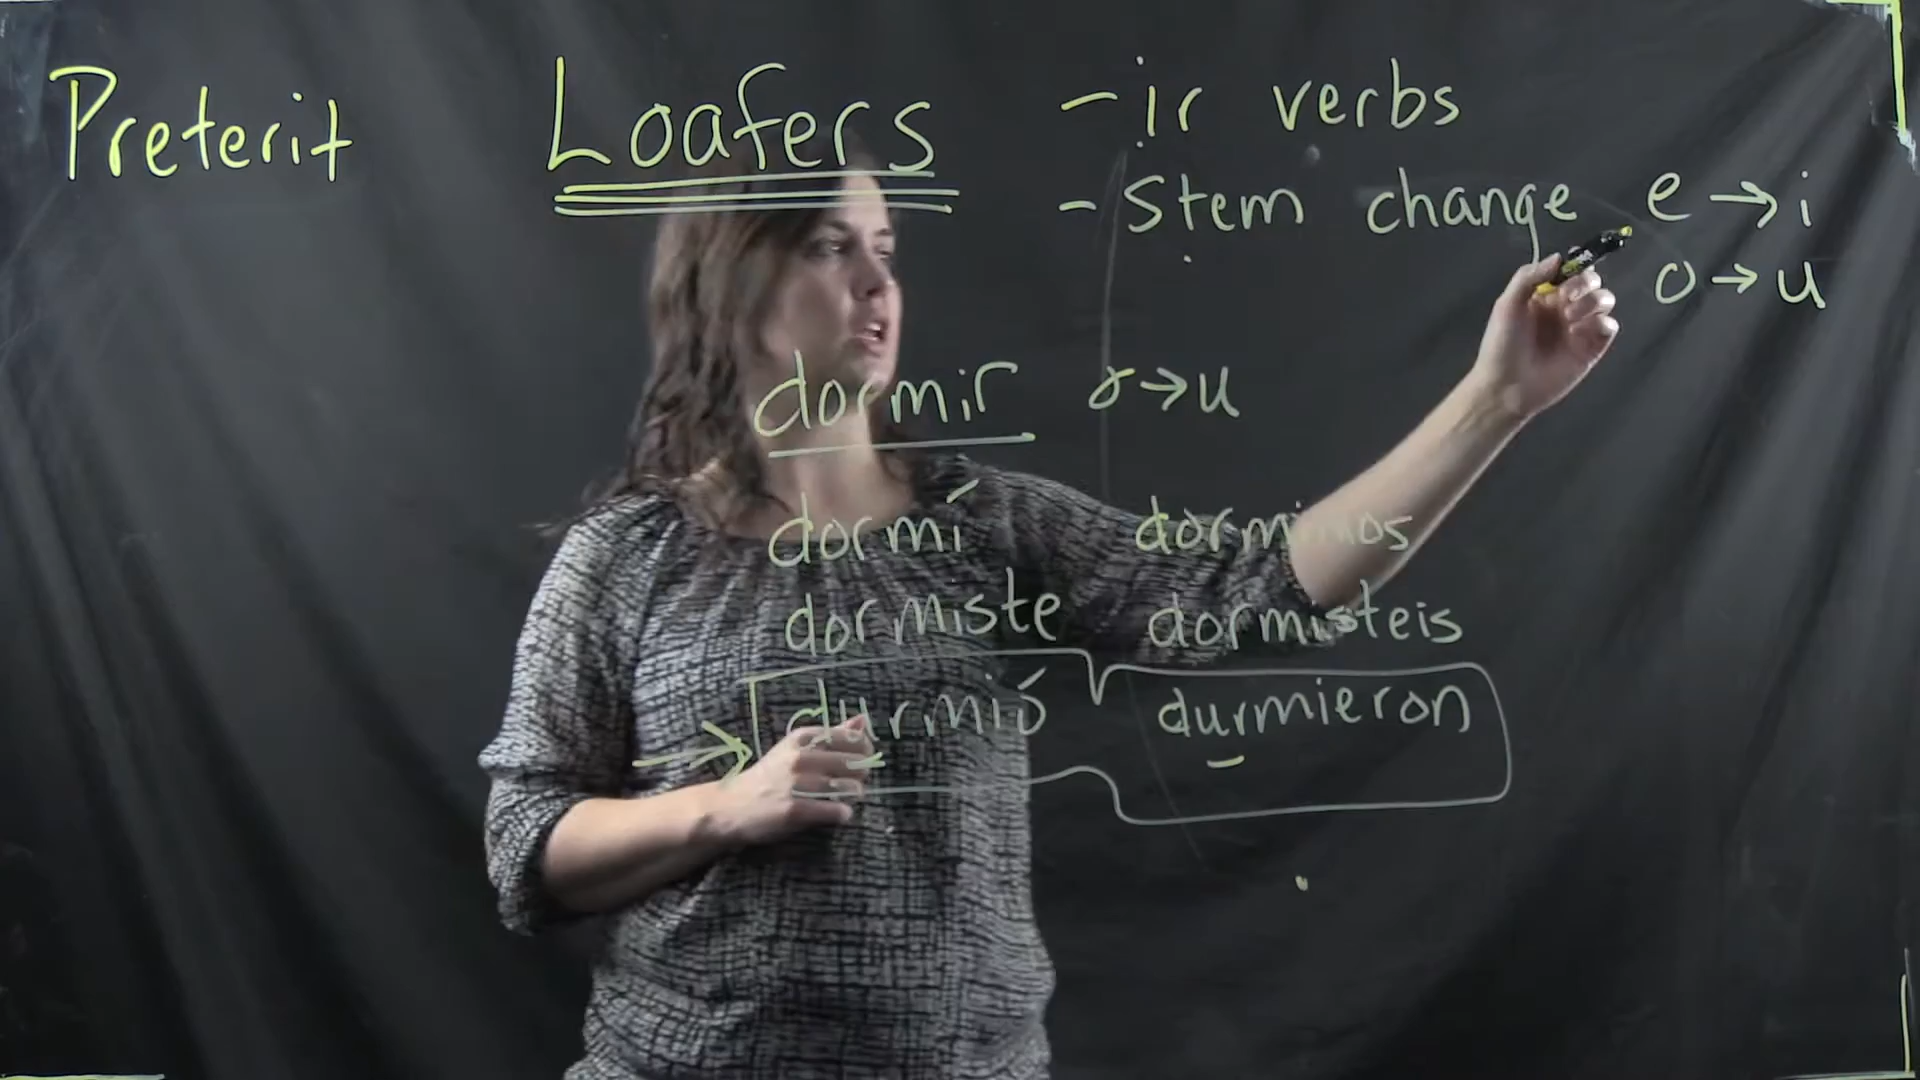 Preterit Loafers - ir verbs
- Stem change e → i
o → u
dormir o → u
dormí dormimos
dormiste dormisteis
→ durmió durmieron